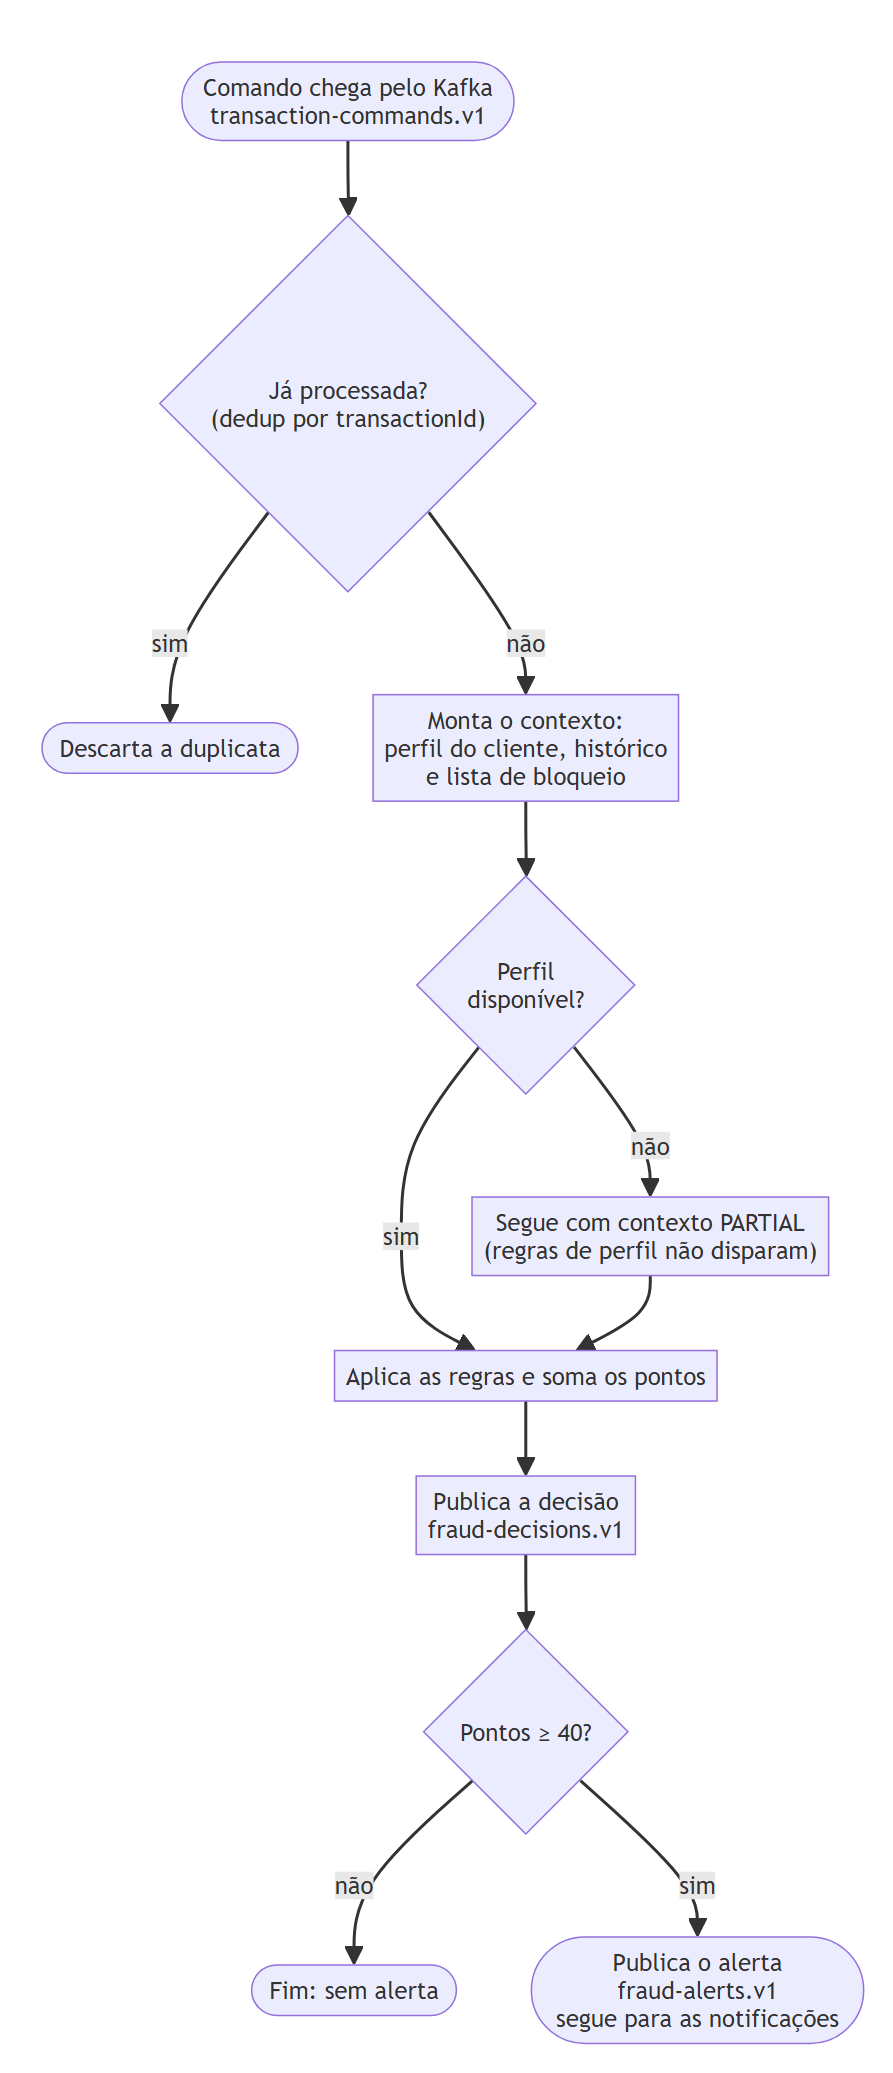 Comando chega pelo Kafka
transaction-commands.v1
Já processada?
(dedup por transactionId)
sim
não
Descarta a duplicata
Monta o contexto:
perfil do cliente, histórico
e lista de bloqueio
Perfil
disponível?
não
sim
Segue com contexto PARTIAL
(regras de perfil não disparam)
Aplica as regras e soma os pontos
Publica a decisão
fraud-decisions.v1
Pontos ≥ 40?
não
sim
Fim: sem alerta
Publica o alerta
fraud-alerts.v1
segue para as notificações